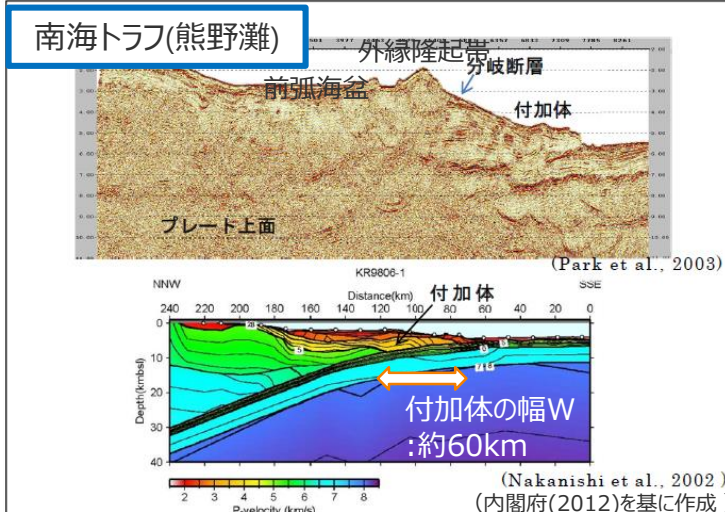 南海トラフ(熊野灘)
外縁隆起帯
分岐断層
前弧海盆
付加体
プレート上面
(Park et al., 2003)
KR9806-1
NNW
SSE
Distance(km)
付加体
240 220 200 180 160 140 120 100 80 60 40 20 0
Depth(kmbsl)
0
10
20
30
40
付加体の幅W
:約60km
2 3 4 5 6 7 8
P-velocity (km/s)
(Nakanishi et al., 2002 )
(内閣府(2012)を基に作成